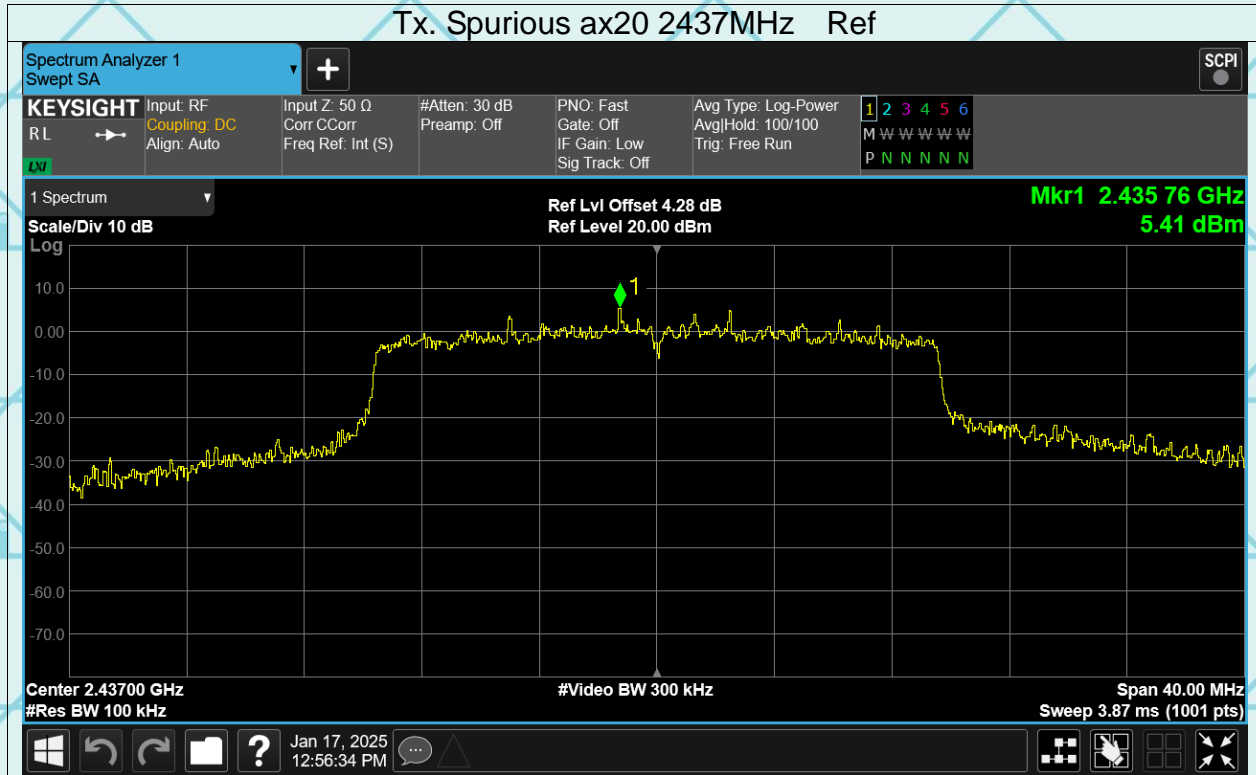 Tx. Spurious ax20 2437MHz Ref
Spectrum Analyzer 1
Swept SA
+
SCPI
KEYSIGHT
R L
LXI
Input: RF
Coupling: DC
Align: Auto
Input Z: 50 Ω
Corr CCorr
Freq Ref: Int (S)
#Atten: 30 dB
Preamp: Off
PNO: Fast
Gate: Off
IF Gain: Low
Sig Track: Off
Avg Type: Log-Power
Avg|Hold: 100/100
Trig: Free Run
1 2 3 4 5 6
M W W W W W
P N N N N N
1 Spectrum
Scale/Div 10 dB
Log
Ref Lvl Offset 4.28 dB
Ref Level 20.00 dBm
Mkr1 2.435 76 GHz
5.41 dBm
1
10.0
0.00
-10.0
-20.0
-30.0
-40.0
-50.0
-60.0
-70.0
Center 2.43700 GHz
#Res BW 100 kHz
#Video BW 300 kHz
Span 40.00 MHz
Sweep 3.87 ms (1001 pts)
?
Jan 17, 2025
12:56:34 PM